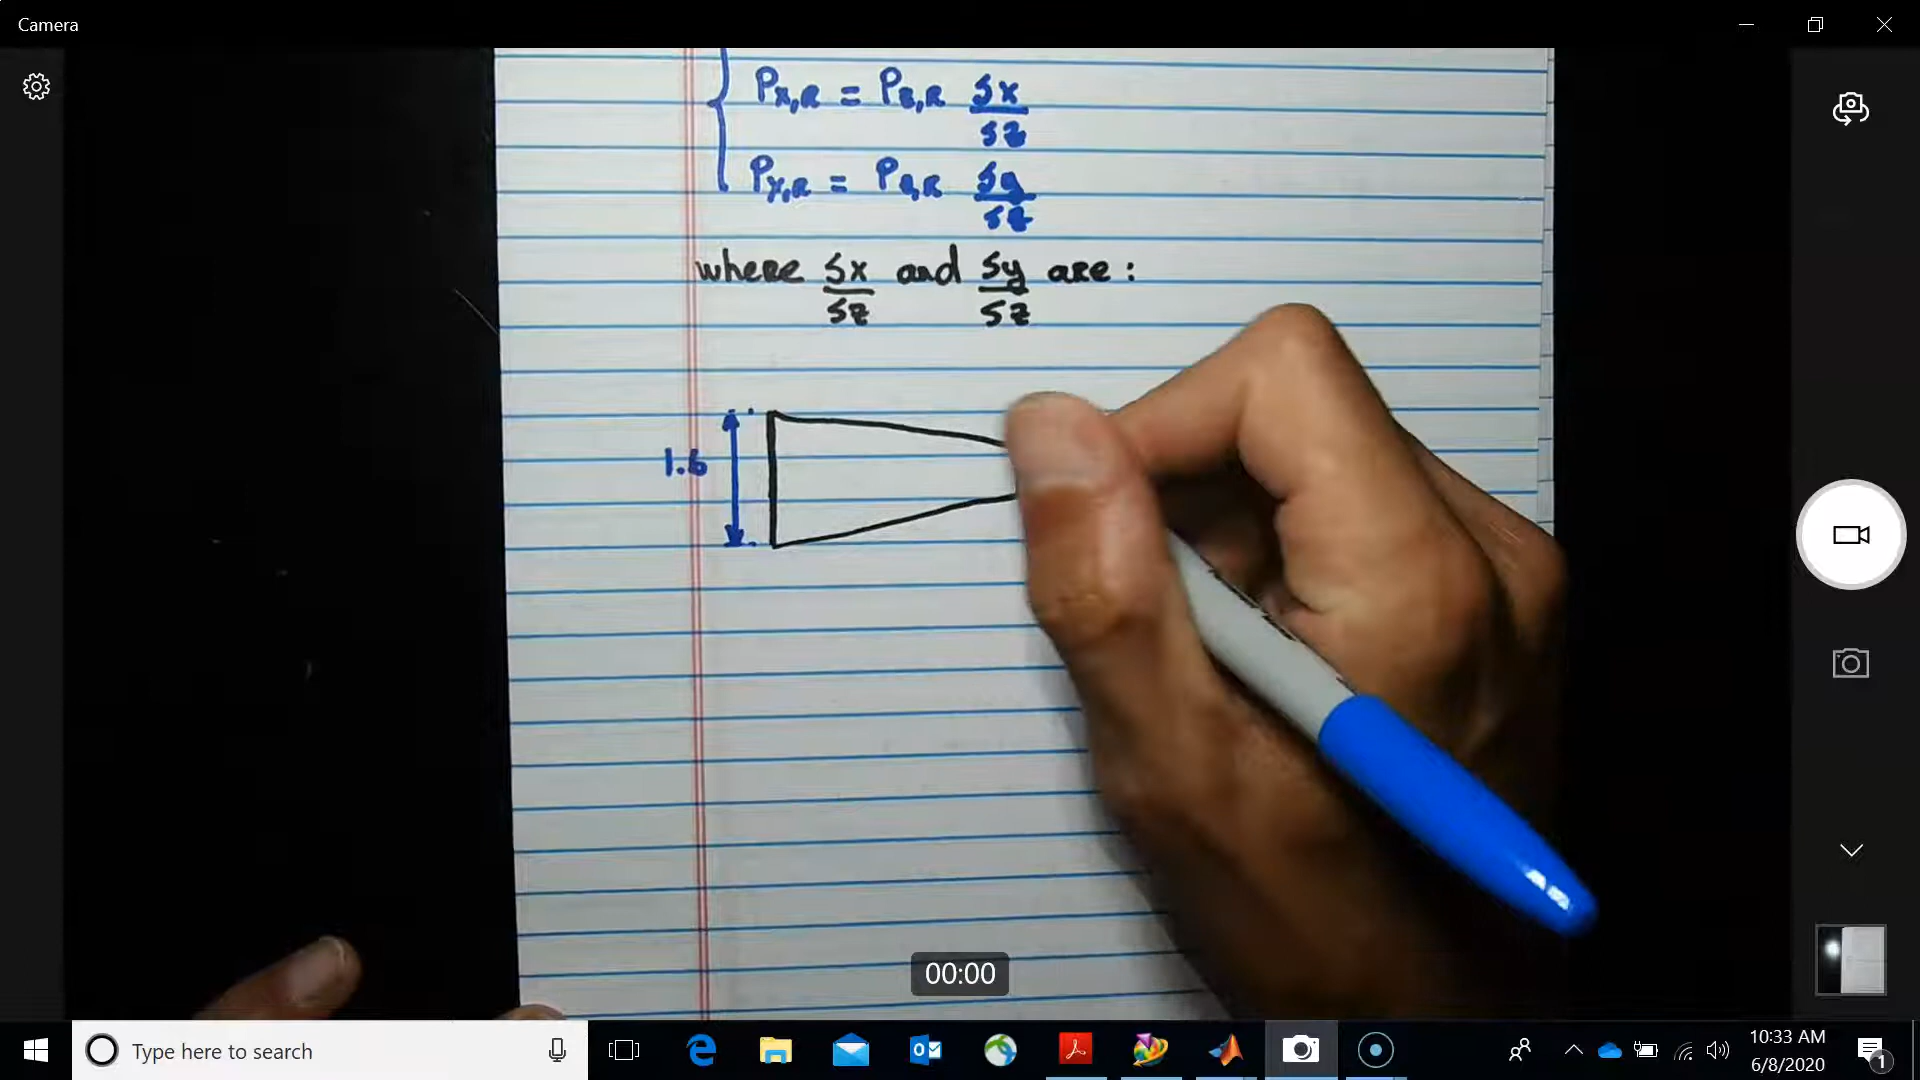 Camera
Px,R = Pz,R δx
δz
Py,R = Pz,R δy
δz
where δx and δy are :
δz δz
1.6
00:00
Type here to search
10:33 AM
6/8/2020
1